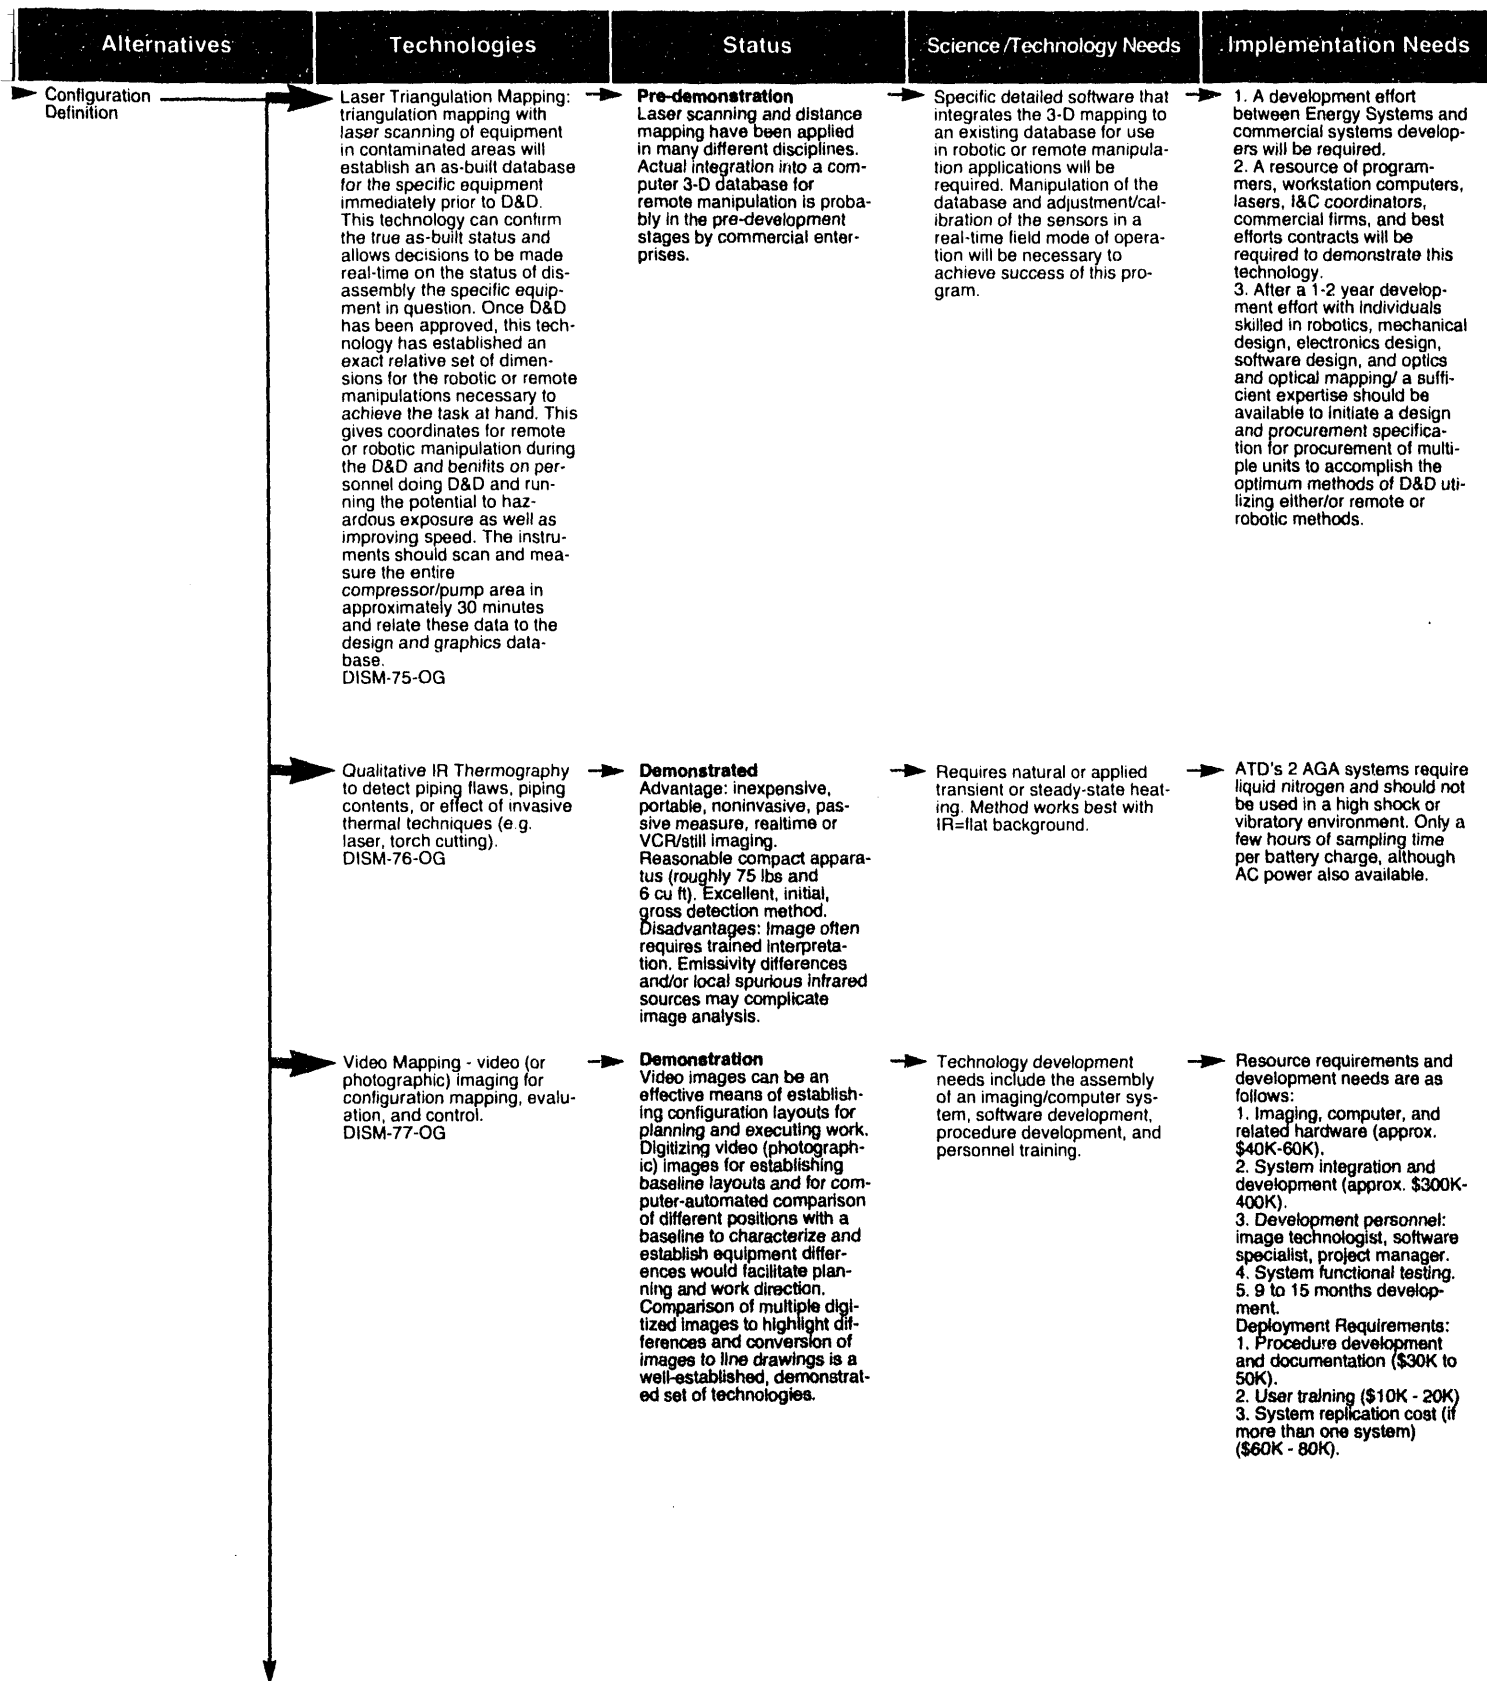 Alternatives
Technologies
Status
Science/Technology Needs
Implementation Needs
Configuration
Definition
Laser Triangulation Mapping:
triangulation mapping with
laser scanning of equipment
in contaminated areas will
establish an as-built database
for the specific equipment
immediately prior to D&D.
This technology can confirm
the true as-built status and
allows decisions to be made
real-time on the status of dis-
assembly the specific equip-
ment in question. Once D&D
has been approved, this tech-
nology has established an
exact relative set of dimen-
sions for the robotic or remote
manipulations necessary to
achieve the task at hand. This
gives coordinates for remote
or robotic manipulation during
the D&D and benifits on per-
sonnel doing D&D and run-
ning the potential to haz-
ardous exposure as well as
improving speed. The instru-
ments should scan and mea-
sure the entire
compressor/pump area in
approximately 30 minutes
and relate these data to the
design and graphics data-
base.
DISM-75-OG
Pre-demonstration
Laser scanning and distance
mapping have been applied
in many different disciplines.
Actual integration into a com-
puter 3-D database for
remote manipulation is proba-
bly in the pre-development
stages by commercial enter-
prises.
Specific detailed software that
integrates the 3-D mapping to
an existing database for use
in robotic or remote manipula-
tion applications will be
required. Manipulation of the
database and adjustment/cal-
ibration of the sensors in a
real-time field mode of opera-
tion will be necessary to
achieve success of this pro-
gram.
1. A development effort
between Energy Systems and
commercial systems develop-
ers will be required.
2. A resource of program-
mers, workstation computers,
lasers, I&C coordinators,
commercial firms, and best
efforts contracts will be
required to demonstrate this
technology.
3. After a 1-2 year develop-
ment effort with individuals
skilled in robotics, mechanical
design, electronics design,
software design, and optics
and optical mapping/ a suffi-
cient expertise should be
available to initiate a design
and procurement specifica-
tion for procurement of multi-
ple units to accomplish the
optimum methods of D&D uti-
lizing either/or remote or
robotic methods.
Qualitative IR Thermography
to detect piping flaws, piping
contents, or effect of invasive
thermal techniques (e.g.
laser, torch cutting).
DISM-76-OG
Demonstrated
Advantage: inexpensive,
portable, noninvasive, pas-
sive measure, realtime or
VCR/still imaging.
Reasonable compact appara-
tus (roughly 75 lbs and
6 cu ft). Excellent, initial,
gross detection method.
Disadvantages: Image often
requires trained interpreta-
tion. Emissivity differences
and/or local spurious infrared
sources may complicate
image analysis.
Requires natural or applied
transient or steady-state heat-
ing. Method works best with
IR=flat background.
ATD's 2 AGA systems require
liquid nitrogen and should not
be used in a high shock or
vibratory environment. Only a
few hours of sampling time
per battery charge, although
AC power also available.
Video Mapping - video (or
photographic) imaging for
configuration mapping, evalu-
ation, and control.
DISM-77-OG
Demonstration
Video images can be an
effective means of establish-
ing configuration layouts for
planning and executing work.
Digitizing video (photograph-
ic) images for establishing
baseline layouts and for com-
puter-automated comparison
of different positions with a
baseline to characterize and
establish equipment differ-
ences would facilitate plan-
ning and work direction.
Comparison of multiple digi-
tized images to highlight dif-
ferences and conversion of
images to line drawings is a
well-established, demonstrat-
ed set of technologies.
Technology development
needs include the assembly
of an imaging/computer sys-
tem, software development,
procedure development, and
personnel training.
Resource requirements and
development needs are as
follows:
1. Imaging, computer, and
related hardware (approx.
$40K-60K).
2. System integration and
development (approx. $300K-
400K).
3. Development personnel:
image technologist, software
specialist, project manager.
4. System functional testing.
5. 9 to 15 months develop-
ment.
Deployment Requirements:
1. Procedure development
and documentation ($30K to
50K).
2. User training ($10K - 20K)
3. System replication cost (if
more than one system)
($60K - 80K).